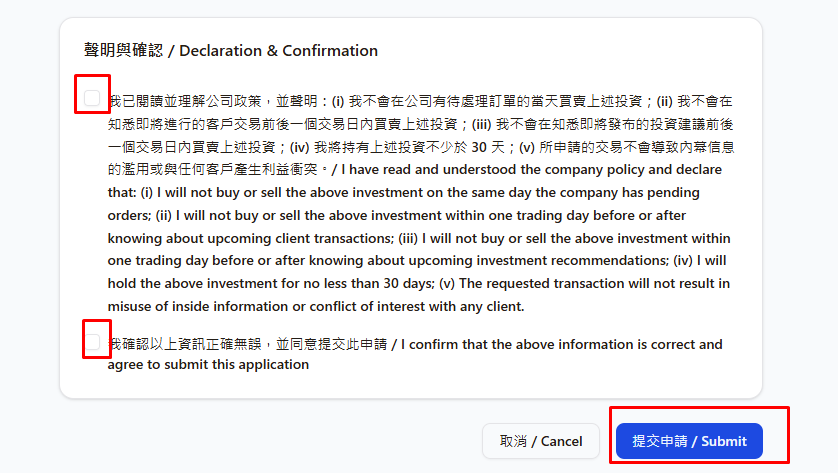 聲明與確認 / Declaration & Confirmation
我已閱讀並理解公司政策，並聲明：(i) 我不會在公司有待處理訂單的當天買賣上述投資；(ii) 我不會在
知悉即將進行的客戶交易前後一個交易日內買賣上述投資；(iii) 我不會在知悉即將發布的投資建議前後
一個交易日內買賣上述投資；(iv) 我將持有上述投資不少於 30 天；(v) 所申請的交易不會導致內幕信息
的濫用或與任何客戶產生利益衝突。/ I have read and understood the company policy and declare
that: (i) I will not buy or sell the above investment on the same day the company has pending
orders; (ii) I will not buy or sell the above investment within one trading day before or after
knowing about upcoming client transactions; (iii) I will not buy or sell the above investment within
one trading day before or after knowing about upcoming investment recommendations; (iv) I will
hold the above investment for no less than 30 days; (v) The requested transaction will not result in
misuse of inside information or conflict of interest with any client.
我確認以上資訊正確無誤，並同意提交此申請 / I confirm that the above information is correct and
agree to submit this application
取消 / Cancel
提交申請 / Submit